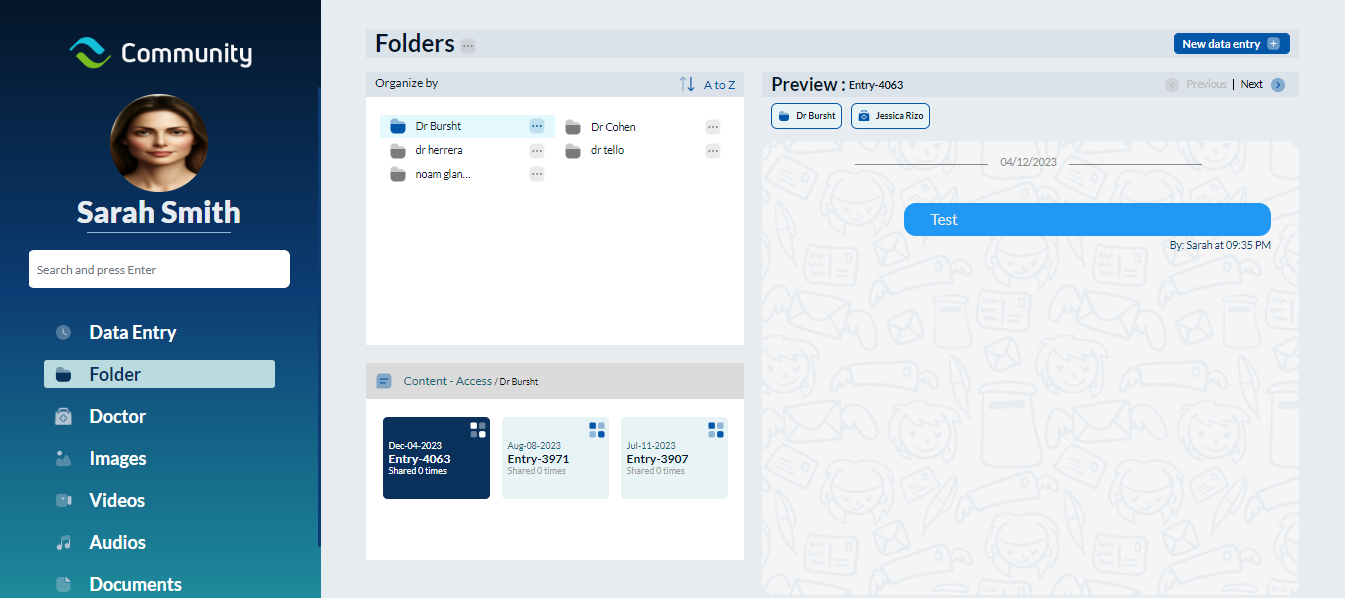 Community
Sarah Smith
Search and press Enter
Data Entry
Folder
Doctor
Images
Videos
Audios
Documents
Folders ...
New data entry +
Organize by
A to Z
Dr Bursht ...
Dr Cohen ...
dr herrera ...
dr tello ...
noam glan... ...
Content - Access / Dr Bursht
Dec-04-2023
Entry-4063
Shared 0 times
Aug-08-2023
Entry-3971
Shared 0 times
Jul-11-2023
Entry-3907
Shared 0 times
Preview : Entry-4063
Previous | Next
Dr Bursht
Jessica Rizo
04/12/2023
Test
By: Sarah at 09:35 PM